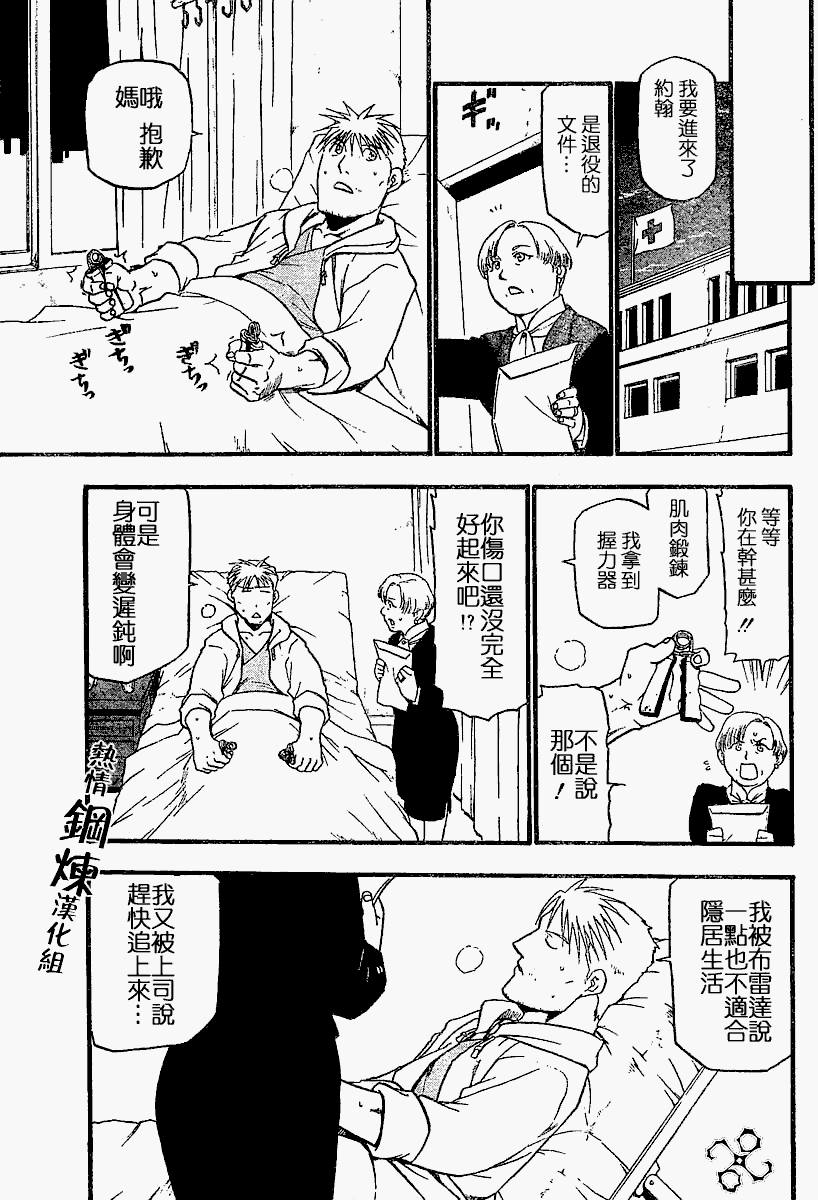 我要進來了
約翰
是退役的
文件…
ギ
哦
抱歉
媽
ぎちっ
ぎちっ
ぎちっ
等等
你在幹甚麼!!
肌肉鍛鍊
我拿到
握力器
不是說
那個!
你傷口還沒完全
好起來吧!?
可是
身體會變遲鈍啊
我被布雷達說
一點也不適合
隱居生活
我又被上司說
趕快追上來…
熱情
鋼煉
漢化組